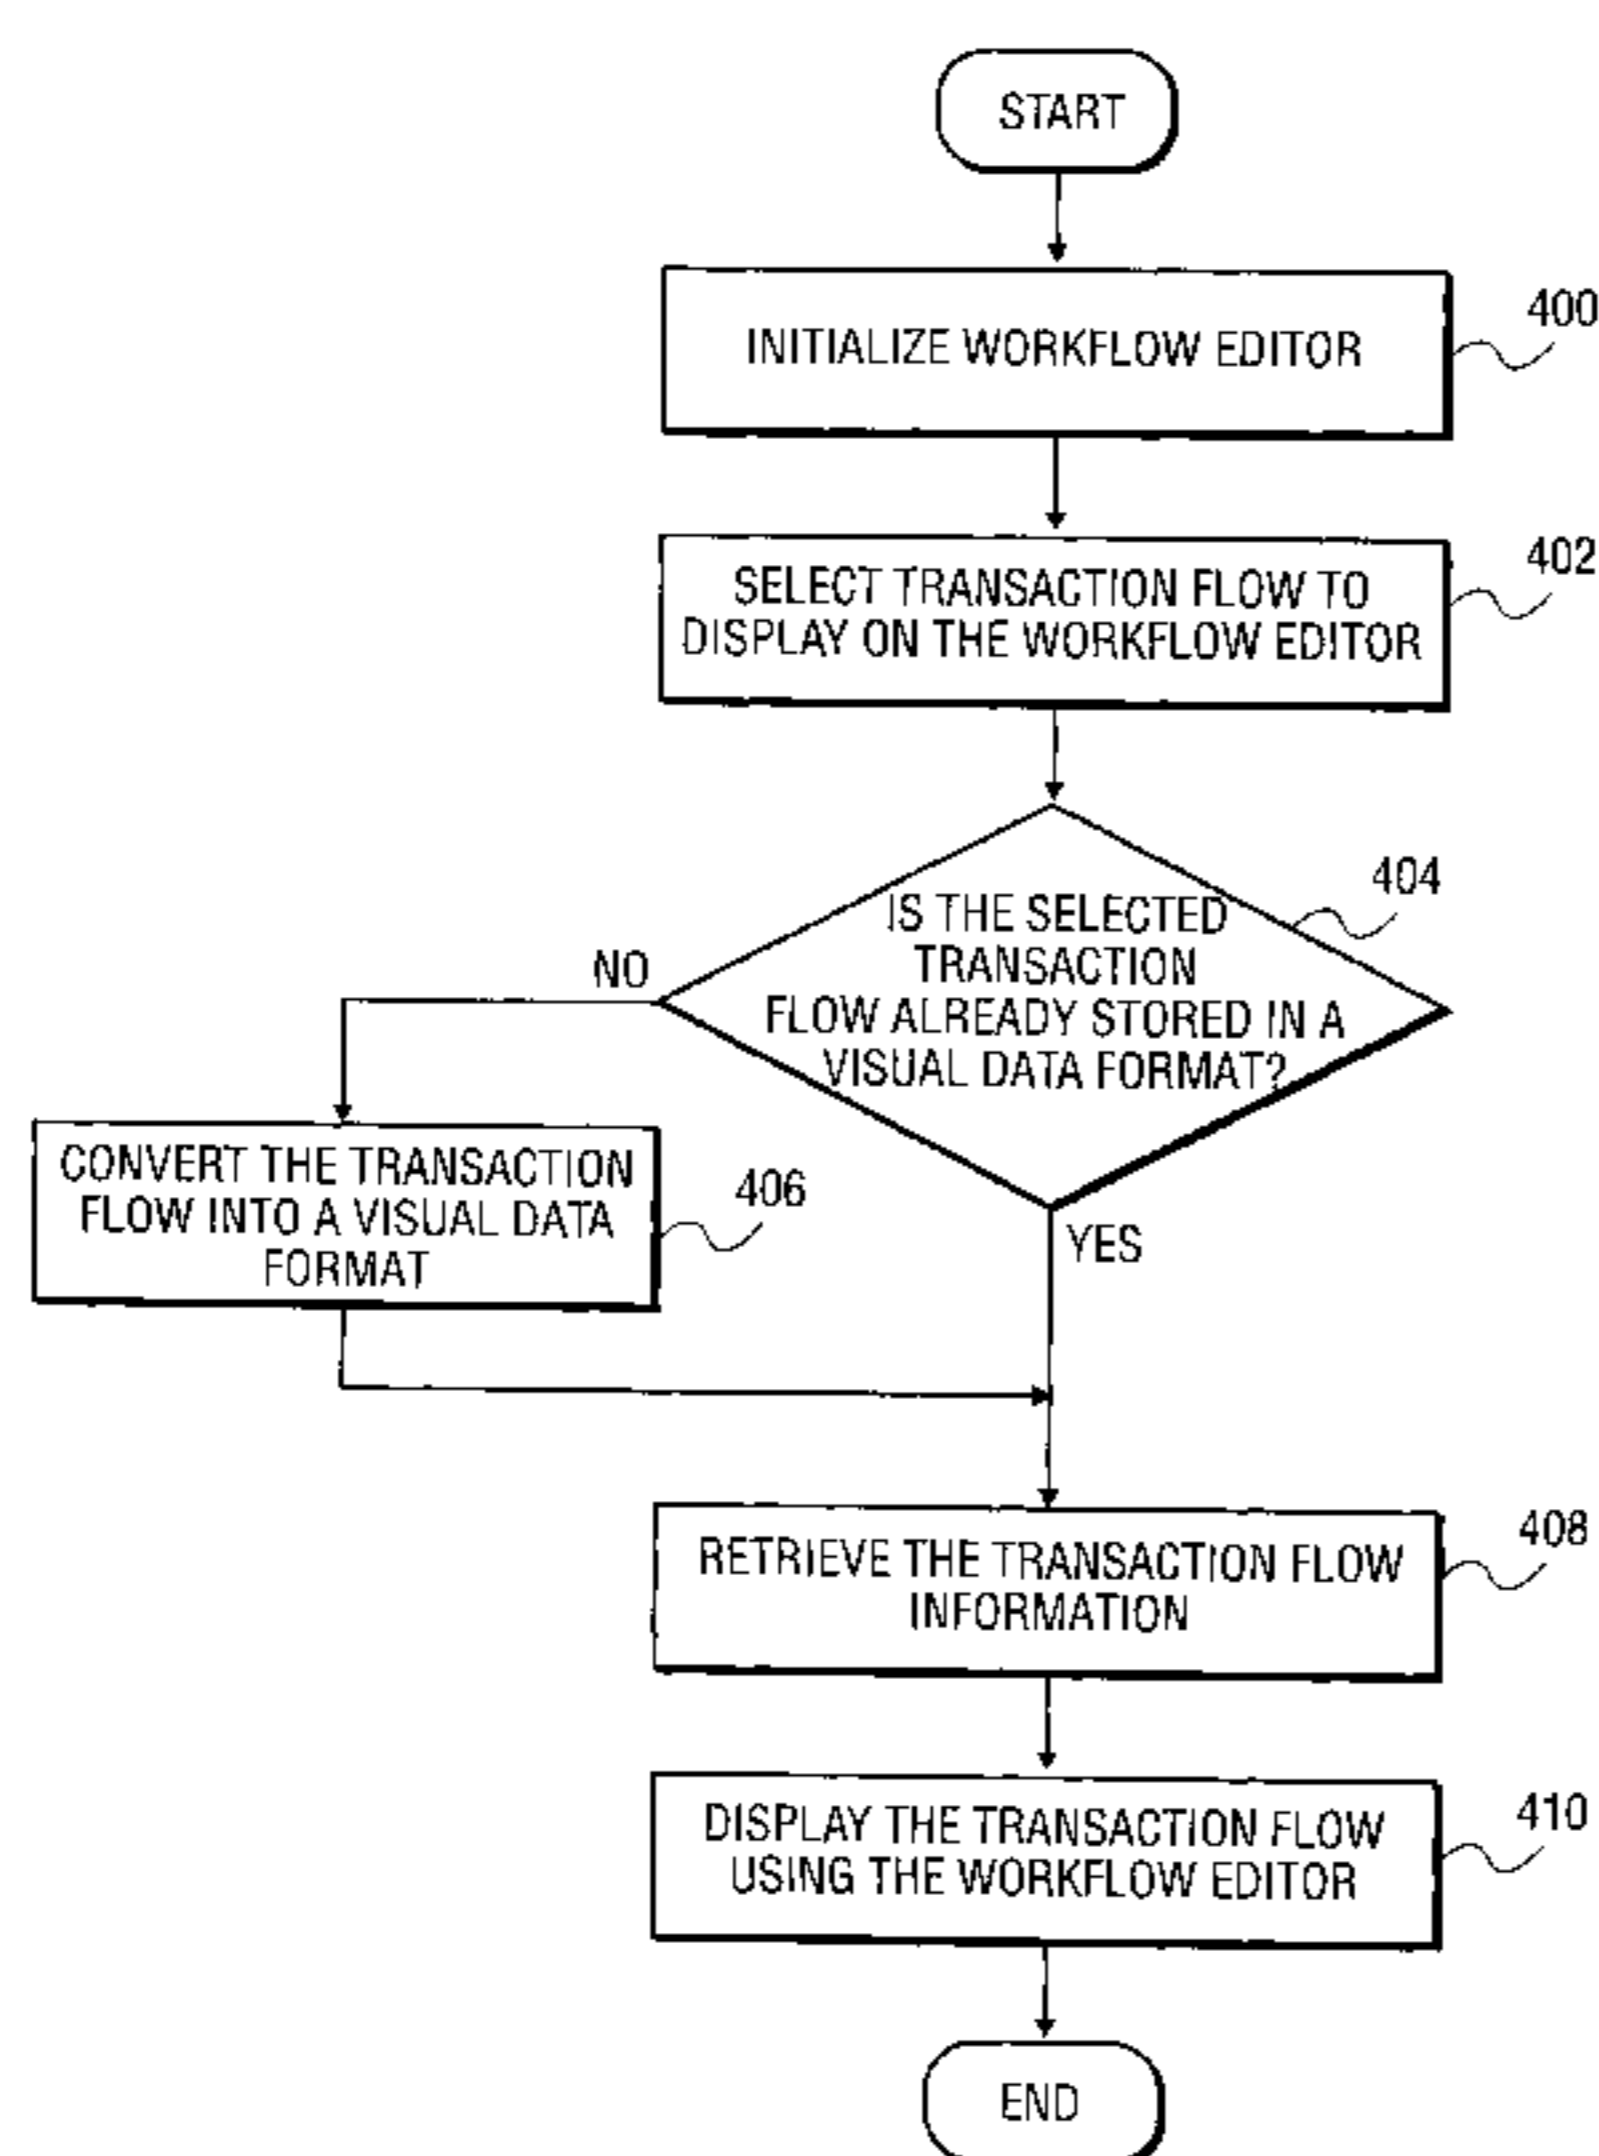 START
INITIALIZE WORKFLOW EDITOR
400
SELECT TRANSACTION FLOW TO
DISPLAY ON THE WORKFLOW EDITOR
402
IS THE SELECTED
TRANSACTION
FLOW ALREADY STORED IN A
VISUAL DATA FORMAT?
404
NO
YES
CONVERT THE TRANSACTION
FLOW INTO A VISUAL DATA
FORMAT
406
RETRIEVE THE TRANSACTION FLOW
INFORMATION
408
DISPLAY THE TRANSACTION FLOW
USING THE WORKFLOW EDITOR
410
END